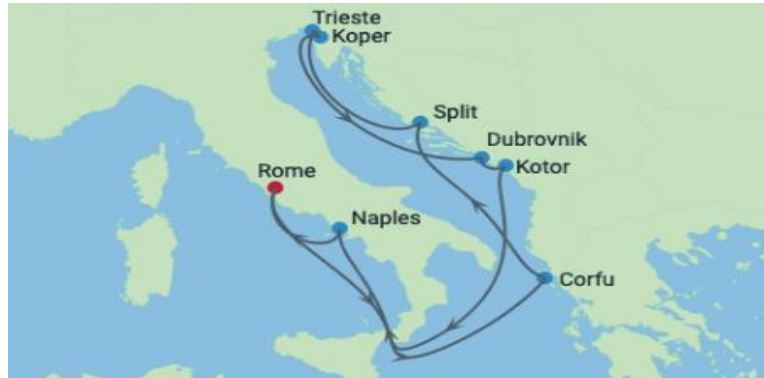 Trieste
Koper
Split
Dubrovnik
Kotor
Rome
Naples
Corfu